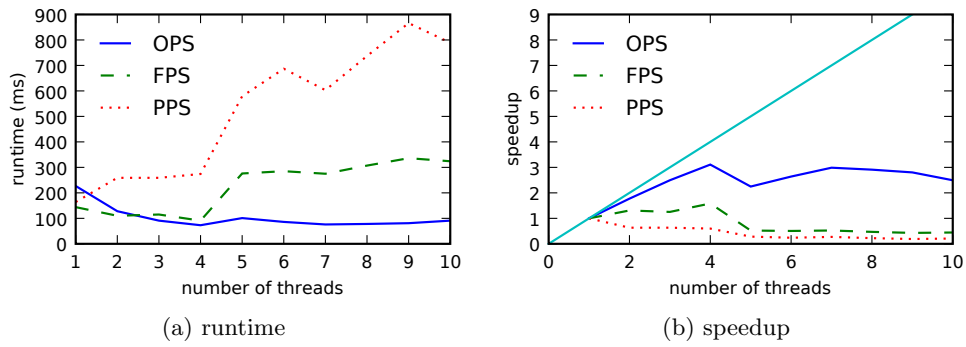 900
800
700
600
500
400
300
200
100
0
runtime (ms)
OPS
FPS
PPS
1 2 3 4 5 6 7 8 9 10
number of threads
(a) runtime
9
8
7
6
5
4
3
2
1
0
speedup
OPS
FPS
PPS
0 2 4 6 8 10
number of threads
(b) speedup